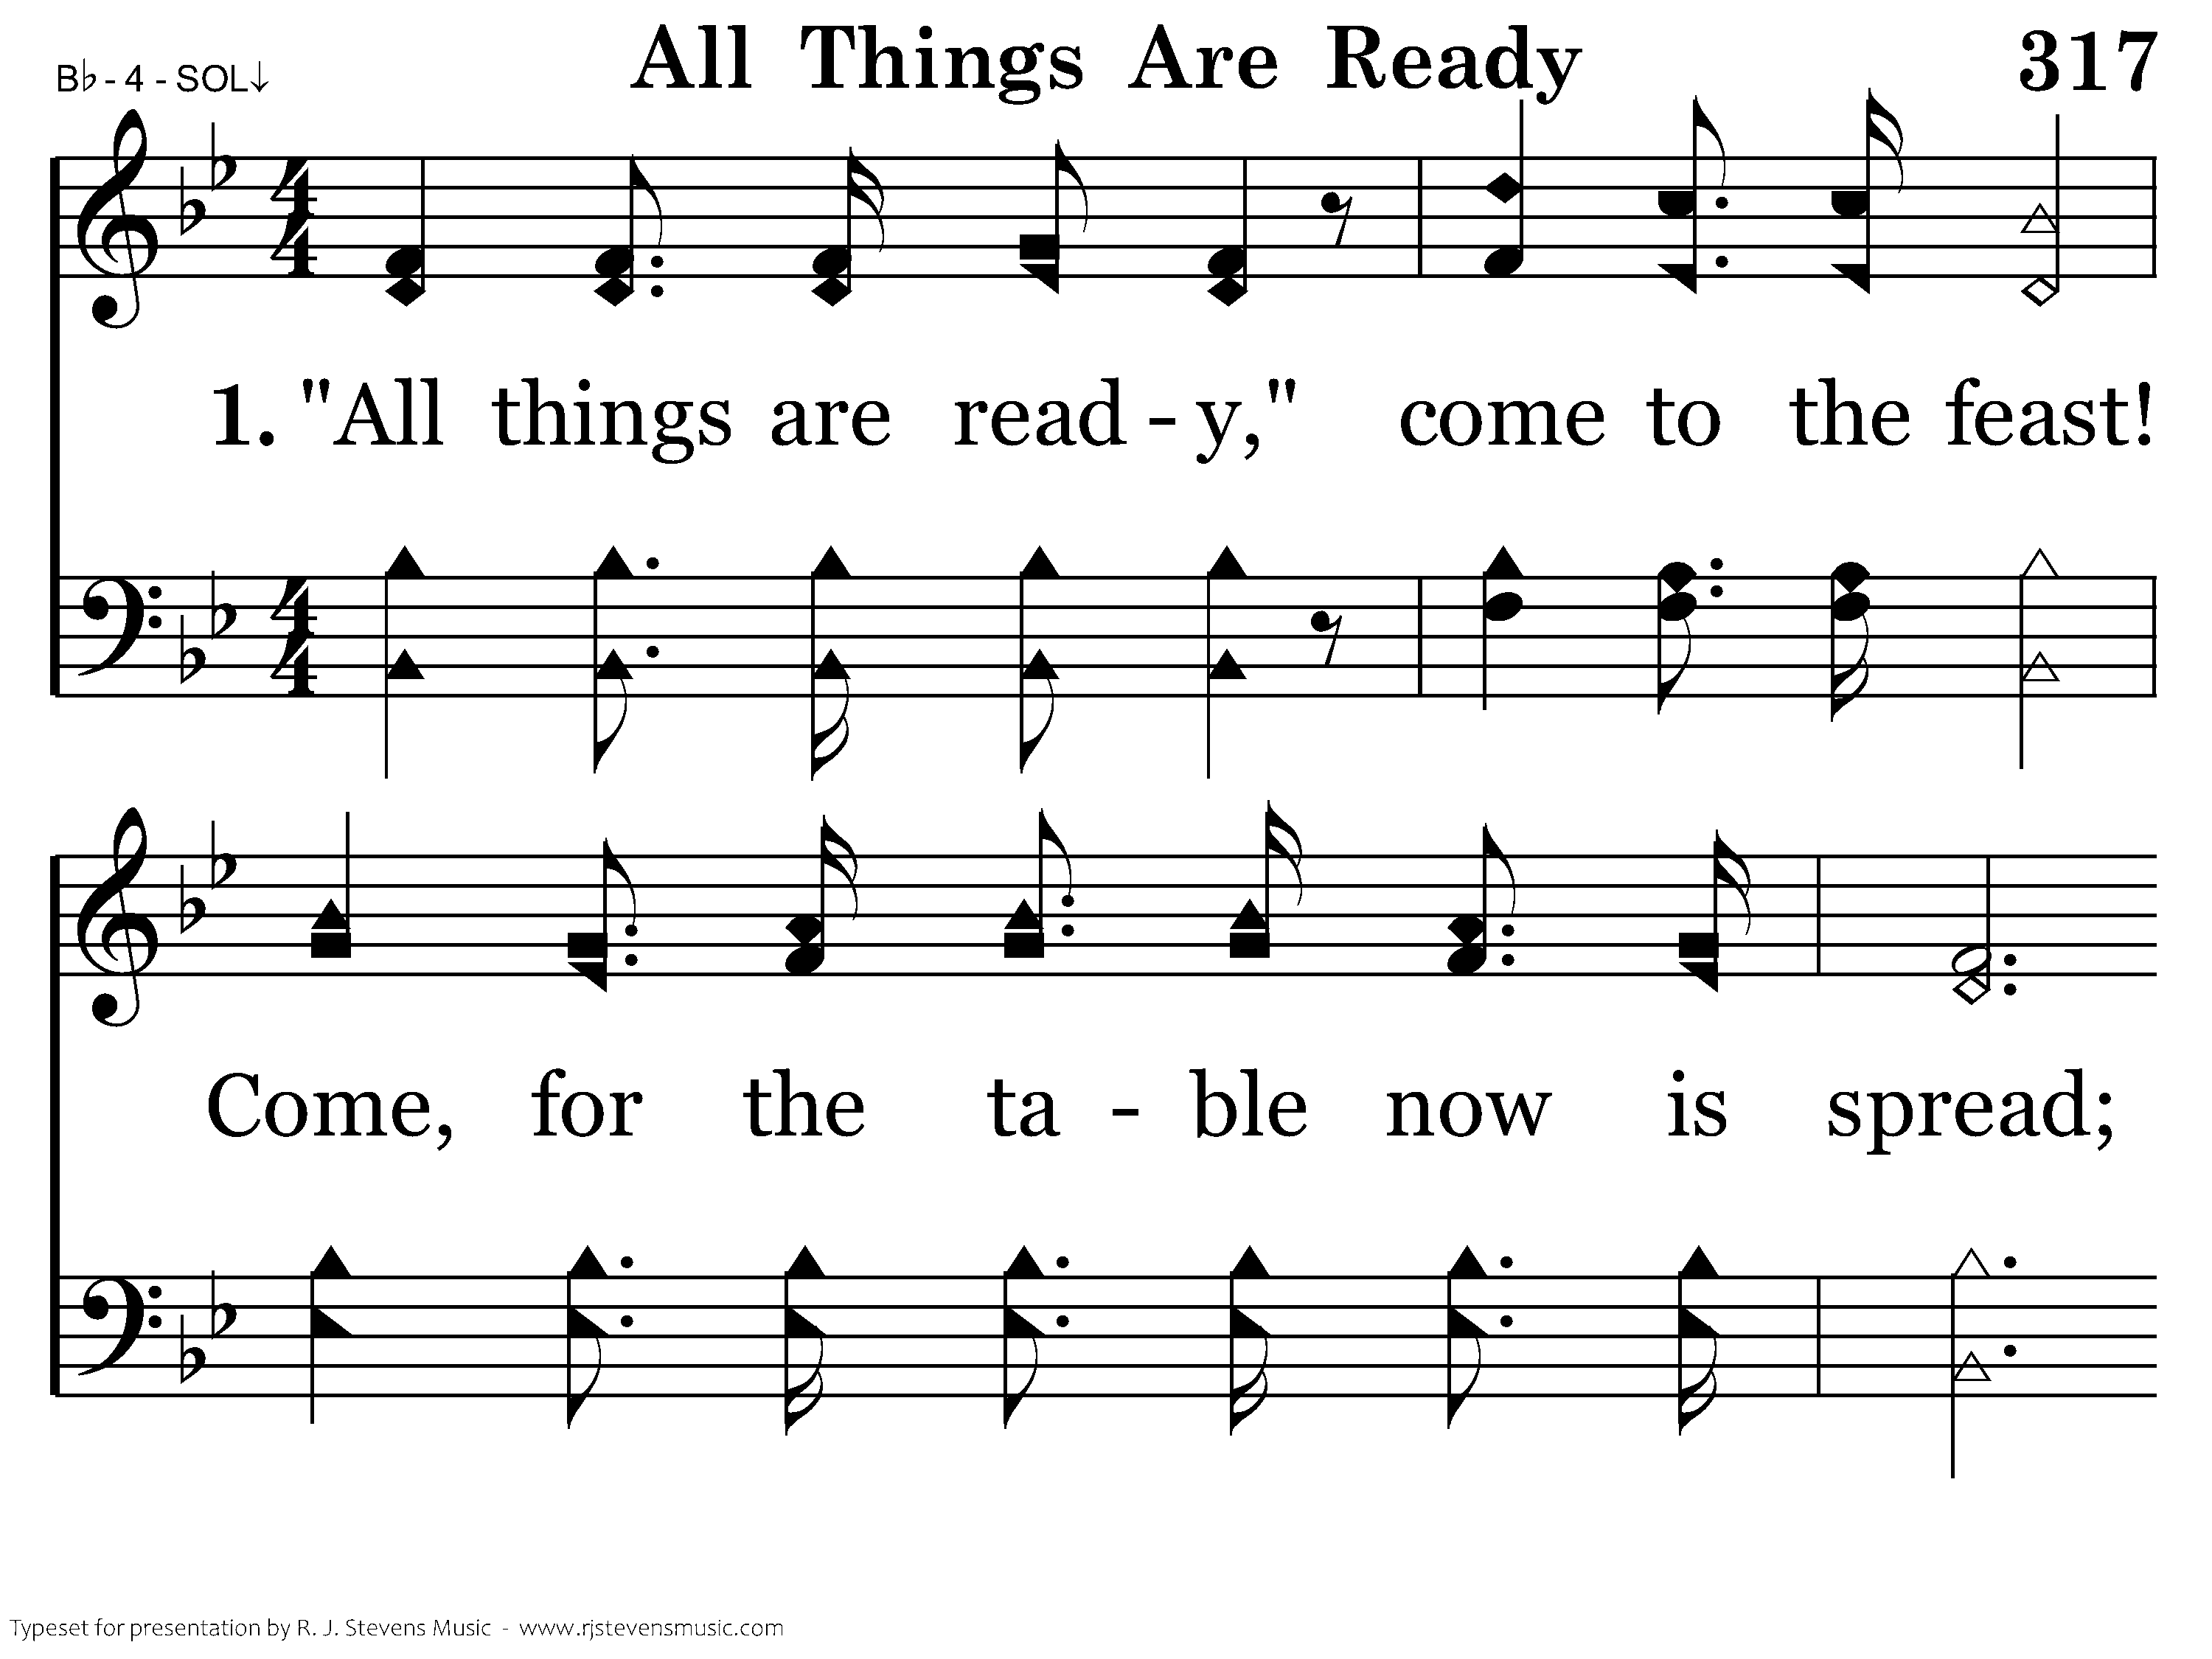 All Things Are Ready
317
B♭ - 4 - SOL↓
1. "All things are read - y," come to the feast!
Come, for the ta - ble now is spread;
Typeset for presentation by R. J. Stevens Music - www.rjstevensmusic.com